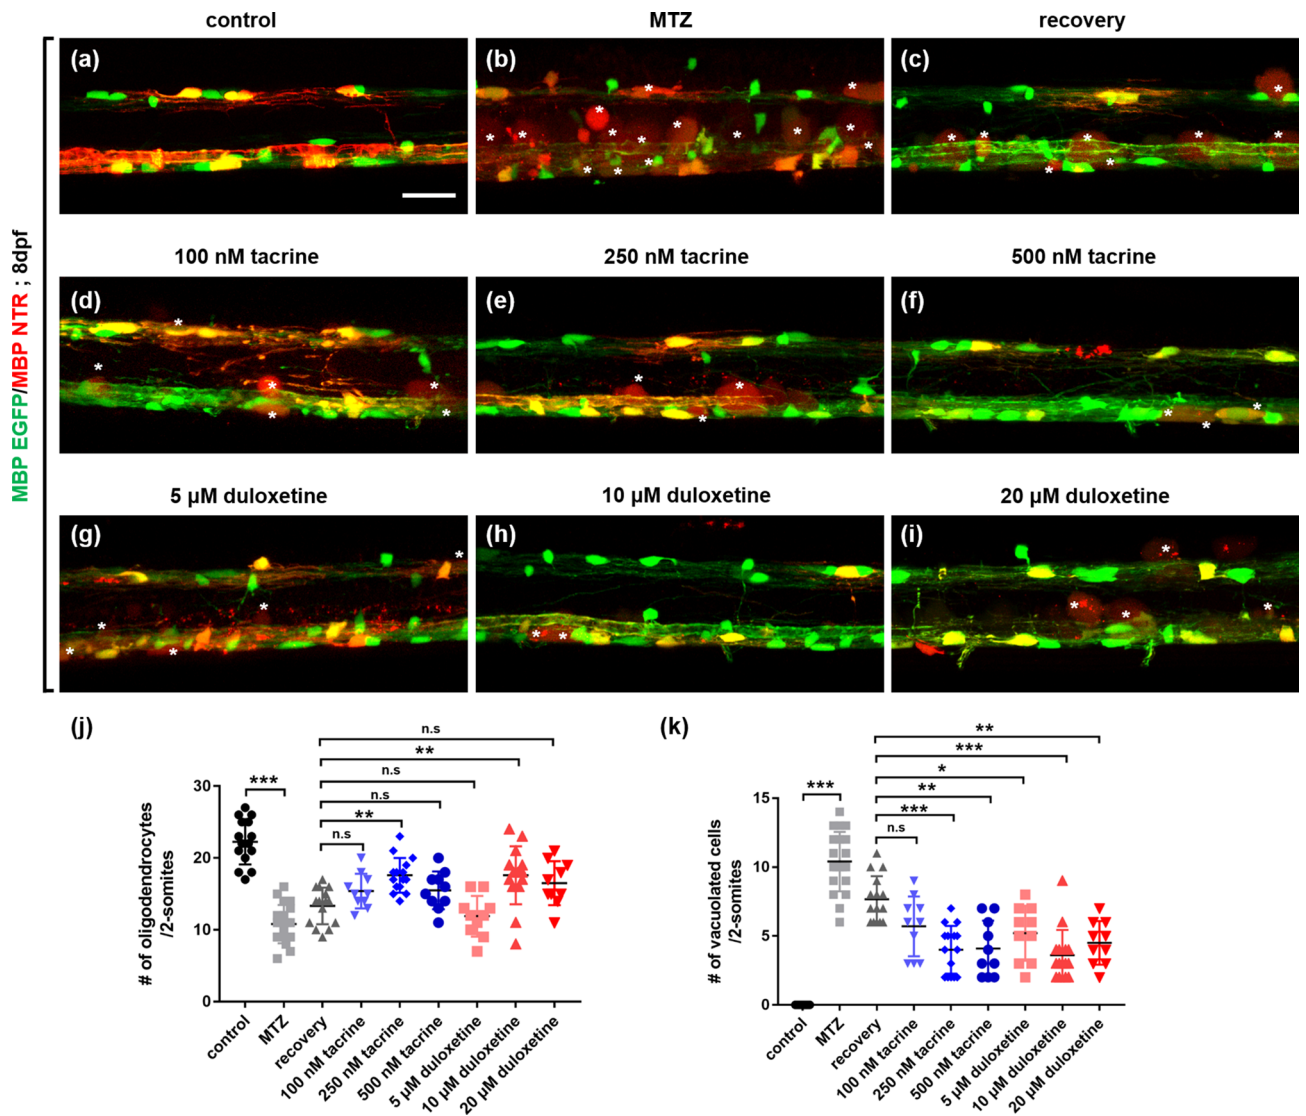 control
MTZ
recovery
(a)
(b)
(c)
100 nM tacrine
250 nM tacrine
500 nM tacrine
(d)
(e)
(f)
5 µM duloxetine
10 µM duloxetine
20 µM duloxetine
(g)
(h)
(i)
MBP EGFP/MBP NTR ; 8dpf
(j)
n.s
**
n.s
n.s
**
n.s
***
# of oligodendrocytes
/2-somites
30
20
10
0
control
MTZ
recovery
100 nM tacrine
250 nM tacrine
500 nM tacrine
5 µM duloxetine
10 µM duloxetine
20 µM duloxetine
(k)
**
***
*
**
***
n.s
***
# of vacuolated cells
/2-somites
15
10
5
0
control
MTZ
recovery
100 nM tacrine
250 nM tacrine
500 nM tacrine
5 µM duloxetine
10 µM duloxetine
20 µM duloxetine